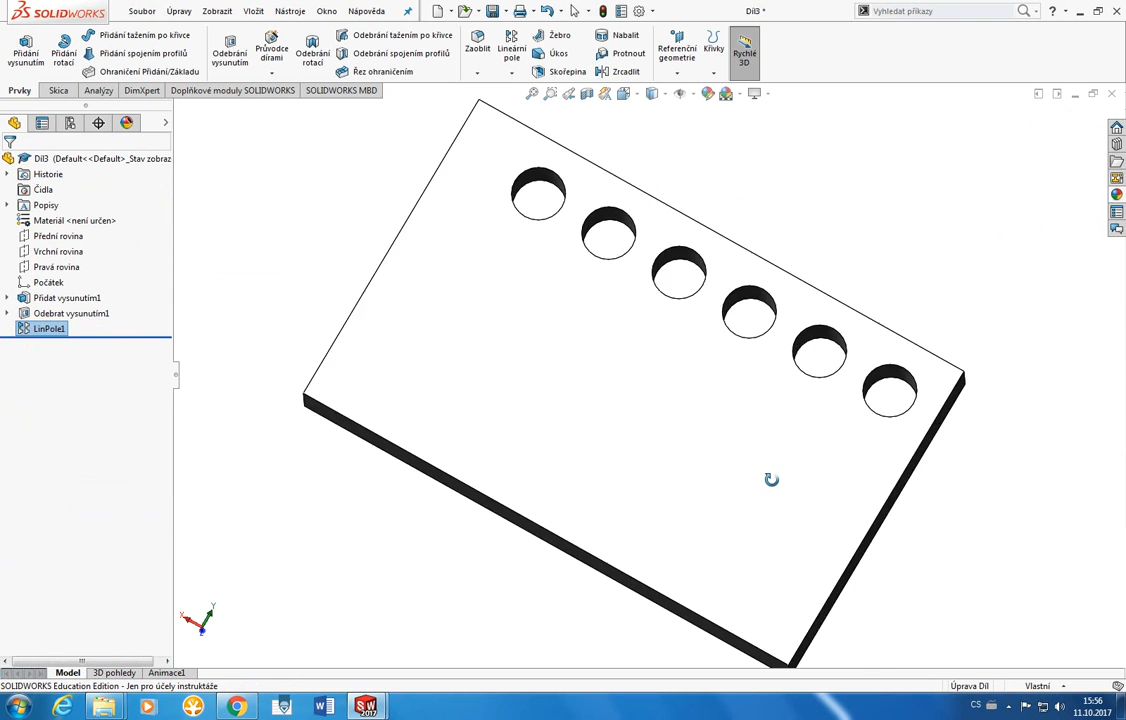 SOLIDWORKS Soubor Úpravy Zobrazit Vložit Nástroje Okno Nápověda Díl3 * Vyhledat příkazy
Přidání vysunutím
Přidání rotací
Přidání tažením po křivce
Přidání spojením profilů
Ohraničení Přidání/Základu
Odebrání vysunutím
Průvodce dírami
Odebrání rotací
Odebrání tažením po křivce
Odebrání spojením profilů
Řez ohraničením
Zaoblit
Lineární pole
Žebro
Úkos
Skořepina
Nabalit
Protnout
Zrcadlit
Referenční geometrie
Křivky
Rychlé 3D
Prvky Skica Analýzy DimXpert Doplňkové moduly SOLIDWORKS SOLIDWORKS MBD
Díl3 (Default<<Default>_Stav zobraz
Historie
Čidla
Popisy
Materiál <není určen>
Přední rovina
Vrchní rovina
Pravá rovina
Počátek
Přidat vysunutím1
Odebrat vysunutím1
LinPole1
Y
X
Z
Model 3D pohledy Animace1
SOLIDWORKS Education Edition - Jen pro účely instruktáže Úprava Díl Vlastní
CS 15:56
11.10.2017
SW
2017